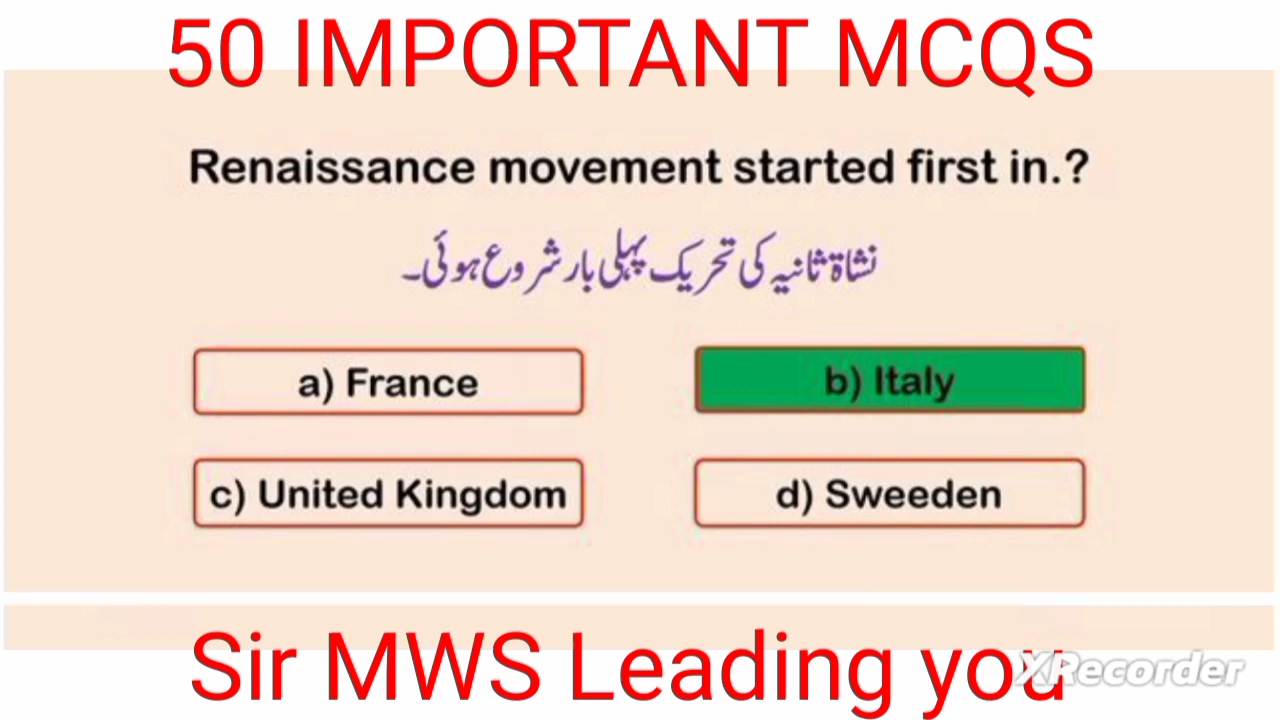 50 IMPORTANT MCQS
Renaissance movement started first in.?
نشاۃ ثانیہ کی تحریک پہلی بار شروع ہوئی۔
a) France
b) Italy
c) United Kingdom
d) Sweeden
Sir MWS Leading you
XRecorder